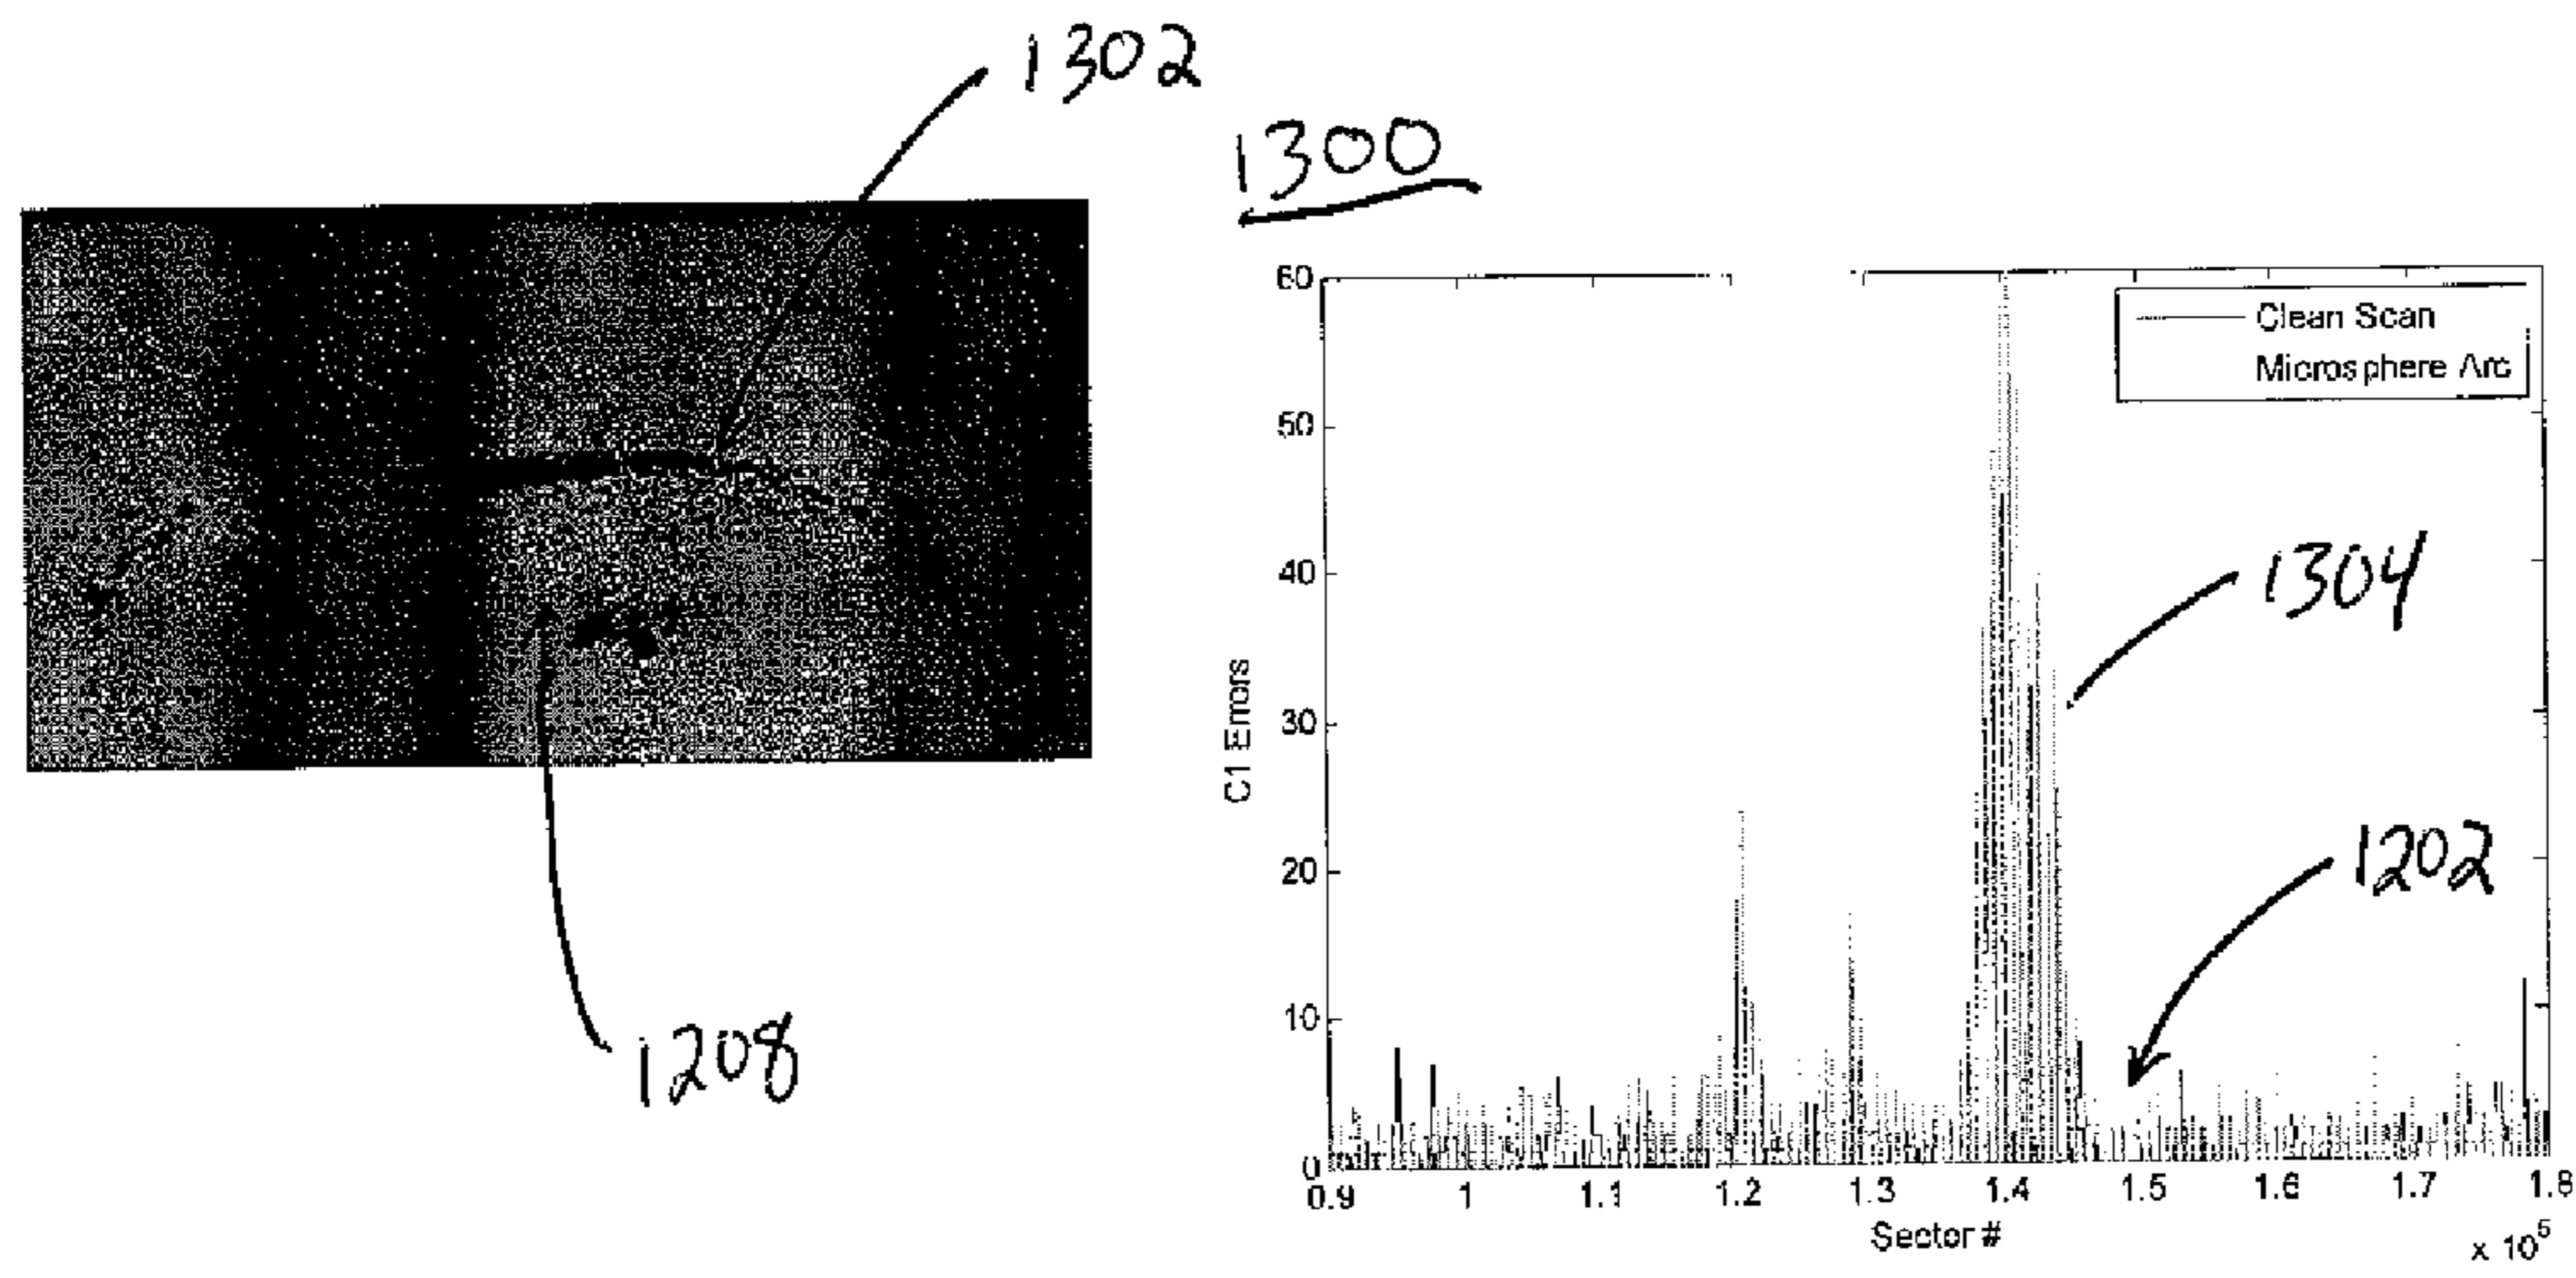 1302
1300
1208
60
50
40
30
20
10
0
C1 Errors
Clean Scan
Microsphere Arc
1304
1202
0.9 1 1.1 1.2 1.3 1.4 1.5 1.6 1.7 1.8
Sector #
x 10⁵